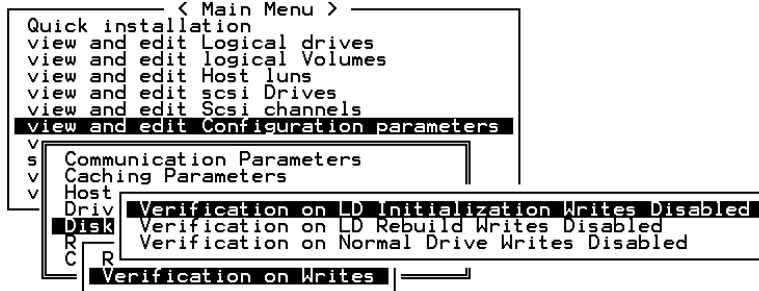 < Main Menu >
Quick installation
view and edit Logical drives
view and edit logical Volumes
view and edit Host luns
view and edit scsi Drives
view and edit Scsi channels
view and edit Configuration parameters
v
s Communication Parameters
v Caching Parameters
v Host
Driv Verification on LD Initialization Writes Disabled
Disk Verification on LD Rebuild Writes Disabled
R Verification on Normal Drive Writes Disabled
C R
Verification on Writes